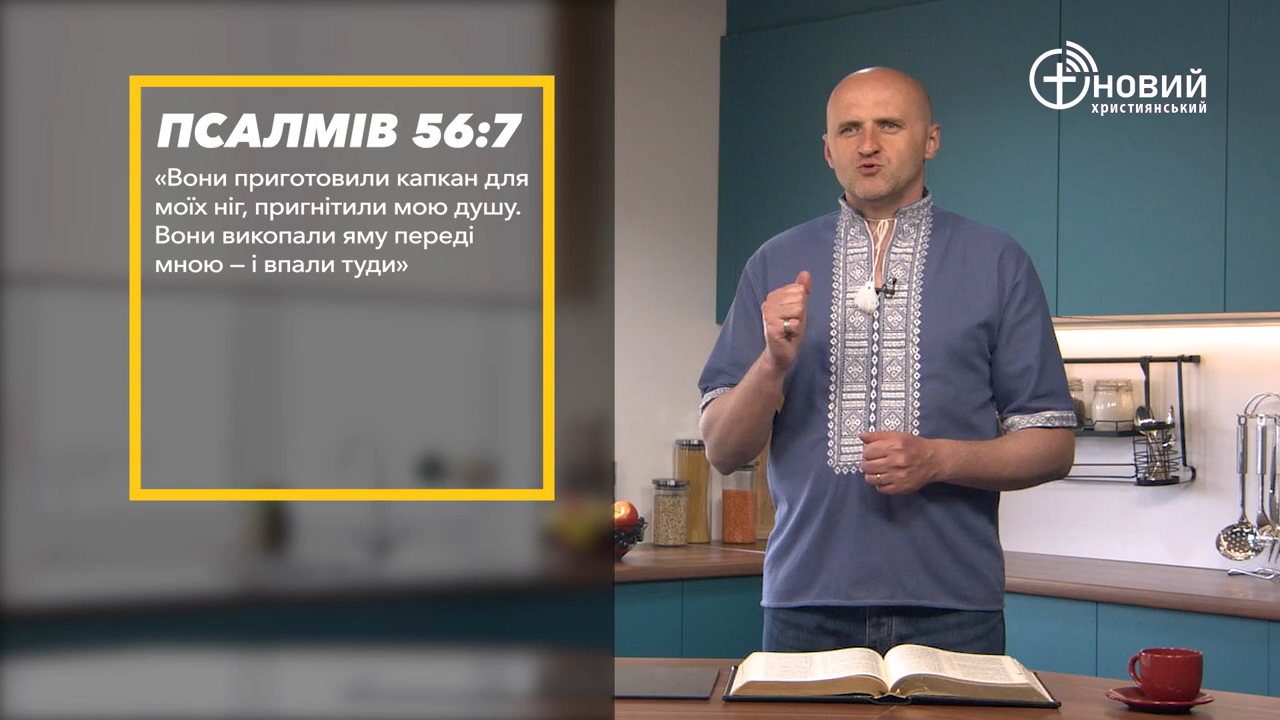 ПСАЛМІВ 56:7
«Вони приготовили капкан для
моїх ніг, пригнітили мою душу.
Вони викопали яму переді
мною – і впали туди»
НОВИЙ
християнський